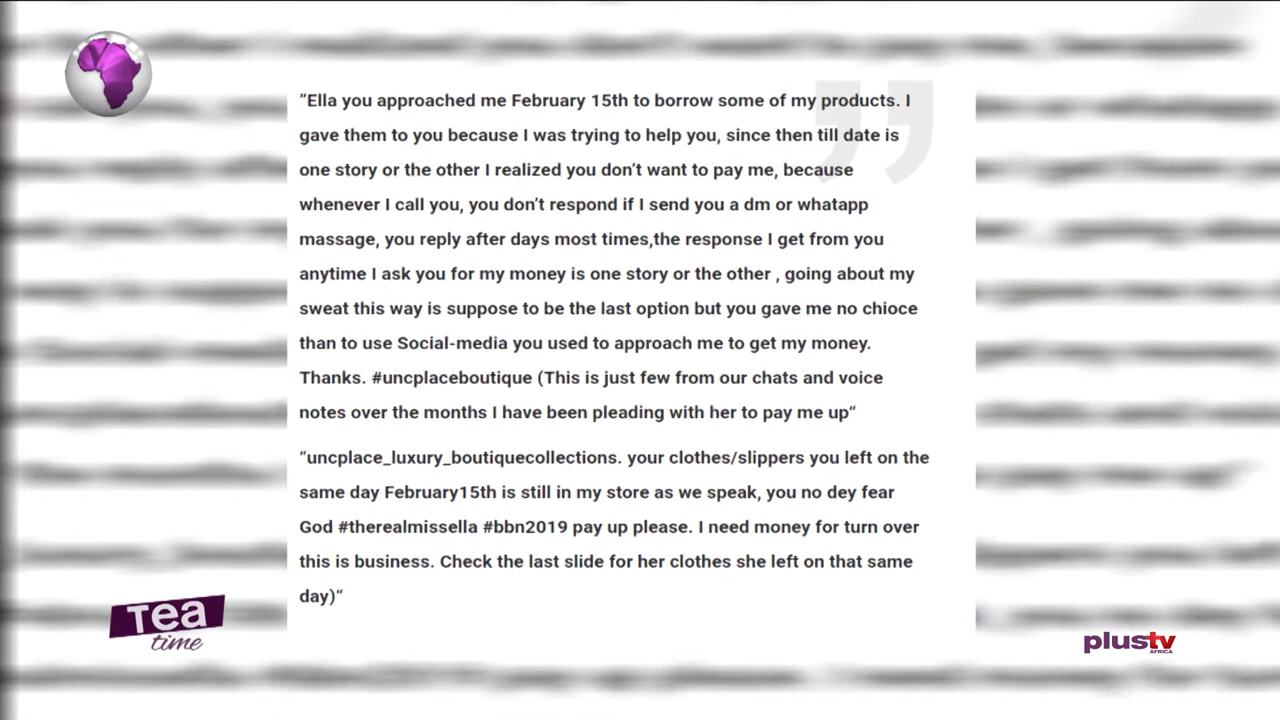 "Ella you approached me February 15th to borrow some of my products. I
gave them to you because I was trying to help you, since then till date is
one story or the other I realized you don't want to pay me, because
whenever I call you, you don't respond if I send you a dm or whatapp
massage, you reply after days most times,the response I get from you
anytime I ask you for my money is one story or the other , going about my
sweat this way is suppose to be the last option but you gave me no chioce
than to use Social-media you used to approach me to get my money.
Thanks. #uncplaceboutique (This is just few from our chats and voice
notes over the months I have been pleading with her to pay me up“
“uncplace_luxury_boutiquecollections. your clothes/slippers you left on the
same day February15th is still in my store as we speak, you no dey fear
God #therealmissella #bbn2019 pay up please. I need money for turn over
this is business. Check the last slide for her clothes she left on that same
day)“
Tea
time
plustv
AFRICA